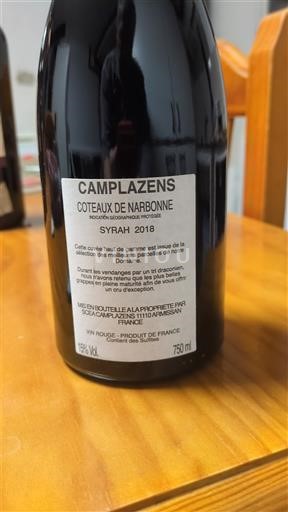 CAMPLAZENS
COTEAUX DE NARBONNE
INDICATION GÉOGRAPHIQUE PROTÉGÉE
SYRAH 2018
Cette cuvée haut de gamme est issue de la
sélection des meilleures parcelles de notre
Domaine.
Durant les vendanges par un tri draconien,
nous n'avons retenu que les plus belles
grappes en pleine maturité afin de vous offrir
un cru d'exception.
MIS EN BOUTEILLE A LA PROPRIETE PAR
SCEA CAMPLAZENS 11110 ARMISSAN
FRANCE
VIN ROUGE - PRODUIT DE FRANCE
Contient des Sulfites
15% Vol.
750 ml